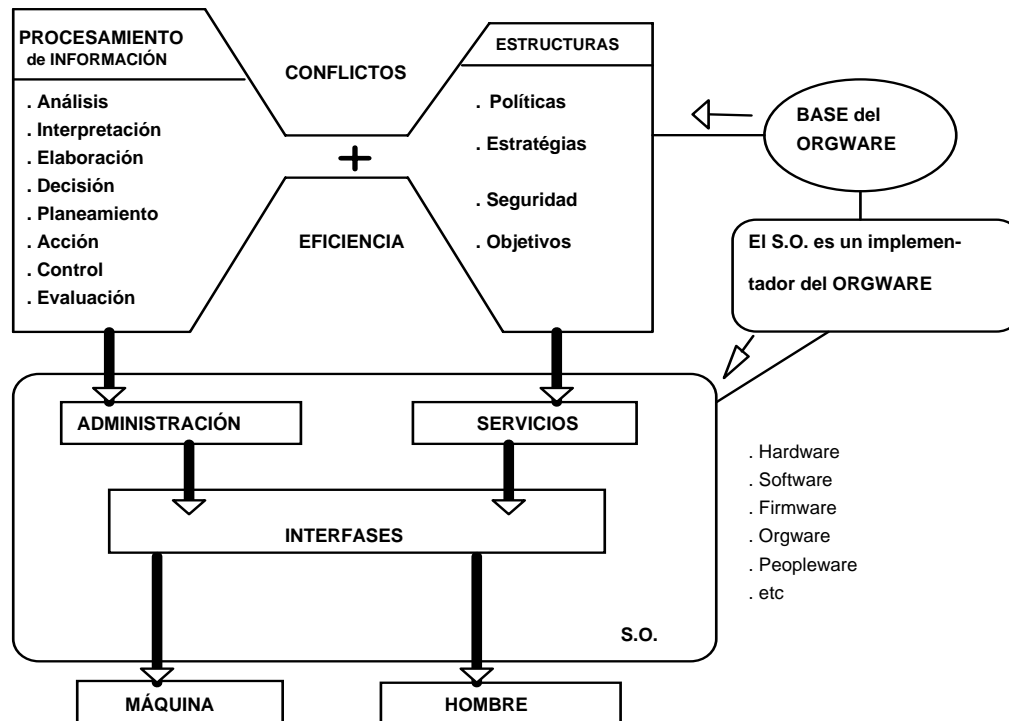 PROCESAMIENTO
de INFORMACIÓN
. Análisis
. Interpretación
. Elaboración
. Decisión
. Planeamiento
. Acción
. Control
. Evaluación
CONFLICTOS
+
EFICIENCIA
ESTRUCTURAS
. Políticas
. Estratégias
. Seguridad
. Objetivos
BASE del
ORGWARE
El S.O. es un implemen-
tador del ORGWARE
ADMINISTRACIÓN
SERVICIOS
INTERFASES
S.O.
. Hardware
. Software
. Firmware
. Orgware
. Peopleware
. etc
MÁQUINA
HOMBRE